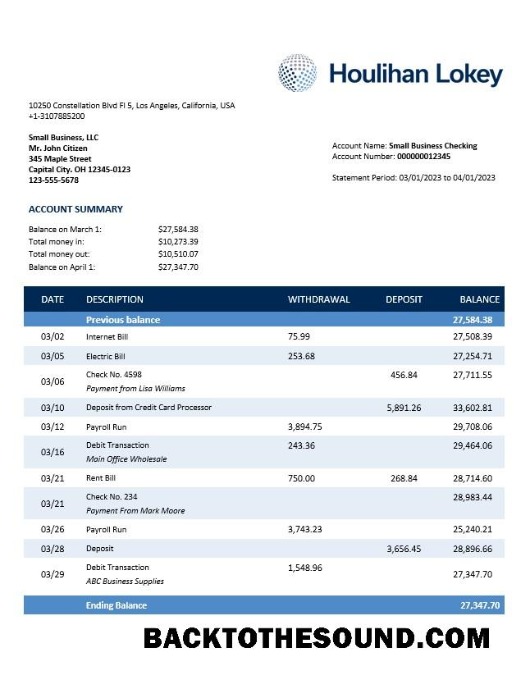 Houlihan Lokey
10250 Constellation Blvd Fl 5, Los Angeles, California, USA
+1-3107885200
Small Business, LLC
Mr. John Citizen
345 Maple Street
Capital City. OH 12345-0123
123-555-5678
Account Name: Small Business Checking
Account Number: 000000012345
Statement Period: 03/01/2023 to 04/01/2023
ACCOUNT SUMMARY
Balance on March 1: $27,584.38
Total money in: $10,273.39
Total money out: $10,510.07
Balance on April 1: $27,347.70
DATE DESCRIPTION WITHDRAWAL DEPOSIT BALANCE
Previous balance 27,584.38
03/02 Internet Bill 75.99 27,508.39
03/05 Electric Bill 253.68 27,254.71
03/06 Check No. 4598 456.84 27,711.55
Payment from Lisa Williams
03/10 Deposit from Credit Card Processor 5,891.26 33,602.81
03/12 Payroll Run 3,894.75 29,708.06
03/16 Debit Transaction 243.36 29,464.06
Main Office Wholesale
03/21 Rent Bill 750.00 268.84 28,714.60
03/21 Check No. 234 28,983.44
Payment From Mark Moore
03/26 Payroll Run 3,743.23 25,240.21
03/28 Deposit 3,656.45 28,896.66
03/29 Debit Transaction 1,548.96 27,347.70
ABC Business Supplies
Ending Balance 27,347.70
BACKTOTHESOUND.COM